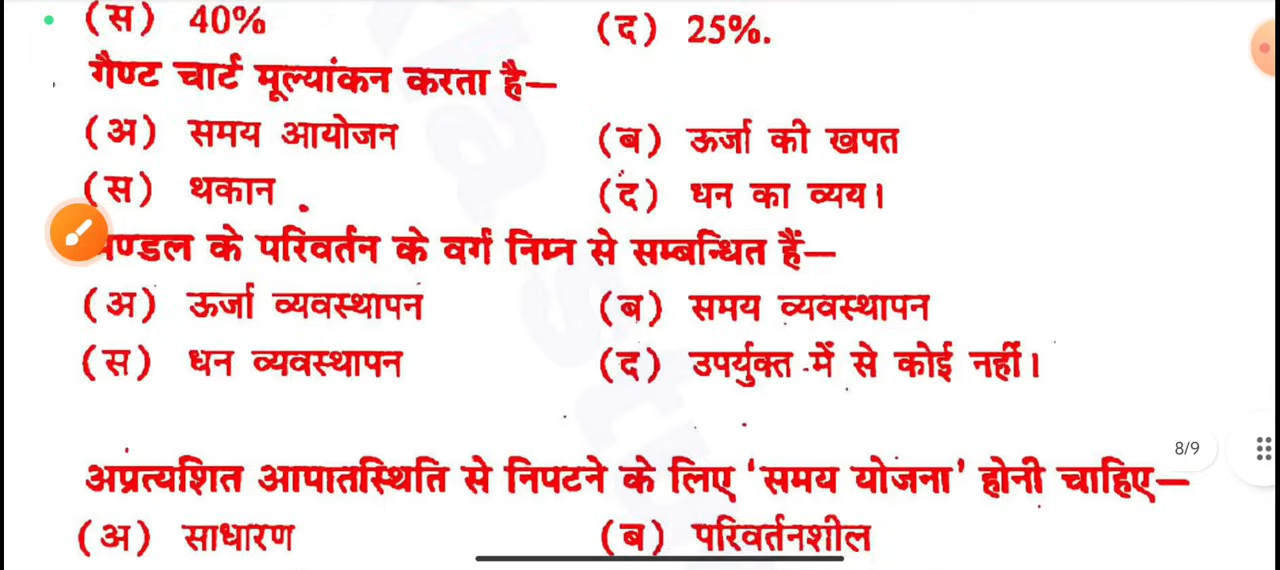 (स) 40% (द) 25%.
गैण्ट चार्ट मूल्यांकन करता है—
(अ) समय आयोजन (ब) ऊर्जा की खपत
(स) थकान (द) धन का व्यय।
के परिवर्तन के वर्ग निम्न से सम्बन्धित हैं—
(अ) ऊर्जा व्यवस्थापन (ब) समय व्यवस्थापन
(स) धन व्यवस्थापन (द) उपर्युक्त में से कोई नहीं।
8/9
अप्रत्यशित आपातस्थिति से निपटने के लिए ‘समय योजना’ होनी चाहिए—
(अ) साधारण (ब) परिवर्तनशील